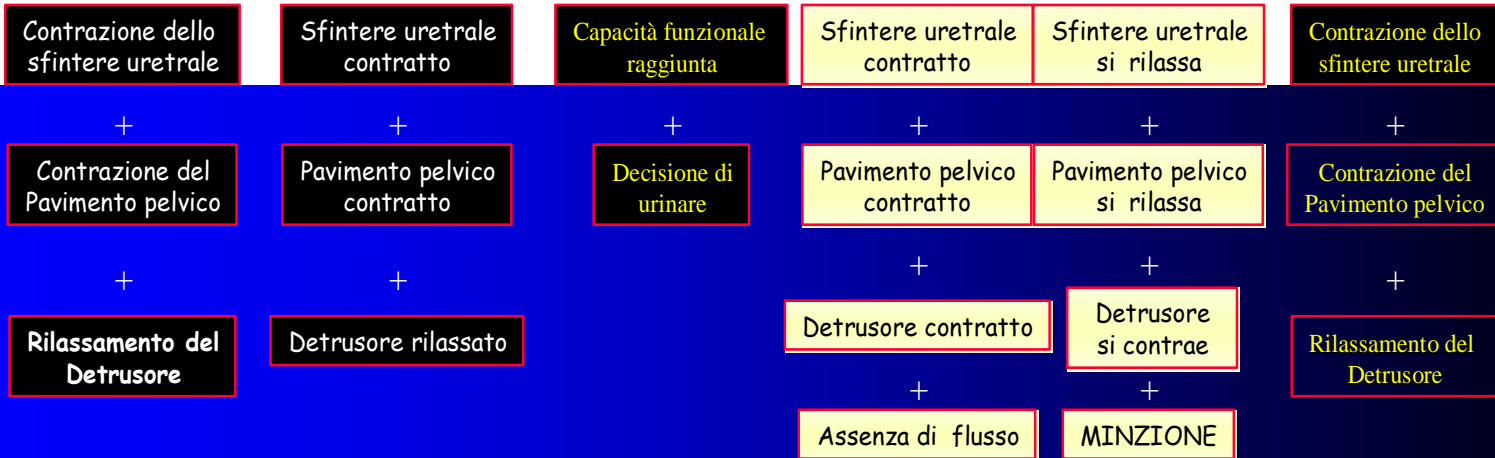 Contrazione dello
sfintere uretrale
+
Contrazione del
Pavimento pelvico
+
Rilassamento del
Detrusore
Sfintere uretrale
contratto
+
Pavimento pelvico
contratto
+
Detrusore rilassato
Capacità funzionale
raggiunta
+
Decisione di
urinare
Sfintere uretrale
contratto
+
Pavimento pelvico
contratto
+
Detrusore contratto
+
Assenza di flusso
Sfintere uretrale
si rilassa
+
Pavimento pelvico
si rilassa
+
Detrusore
si contrae
+
MINZIONE
Contrazione dello
sfintere uretrale
+
Contrazione del
Pavimento pelvico
+
Rilassamento del
Detrusore